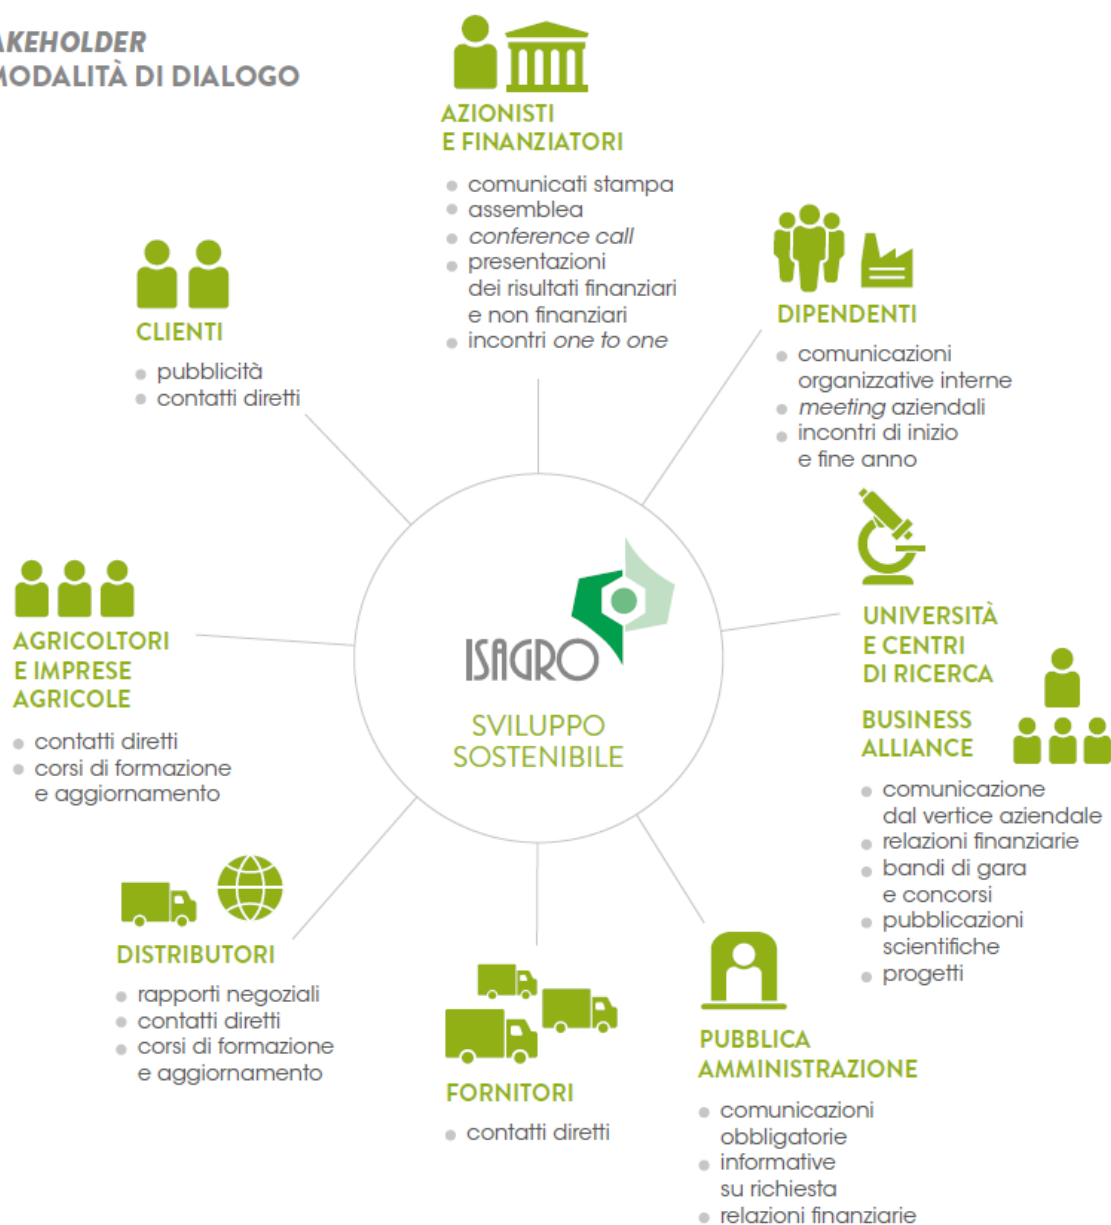 AKEHOLDER
MODALITÀ DI DIALOGO
AZIONISTI
E FINANZIATORI
comunicati stampa
assemblea
conference call
presentazioni
dei risultati finanziari
e non finanziari
incontri one to one
DIPENDENTI
comunicazioni
organizzative interne
meeting aziendali
incontri di inizio
e fine anno
CLIENTI
pubblicità
contatti diretti
UNIVERSITÀ
E CENTRI
DI RICERCA
BUSINESS
ALLIANCE
comunicazione
dal vertice aziendale
relazioni finanziarie
bandi di gara
e concorsi
pubblicazioni
scientifiche
progetti
ISAGRO
SVILUPPO
SOSTENIBILE
AGRICOLTORI
E IMPRESE
AGRICOLE
contatti diretti
corsi di formazione
e aggiornamento
DISTRIBUTORI
rapporti negoziali
contatti diretti
corsi di formazione
e aggiornamento
FORNITORI
contatti diretti
PUBBLICA
AMMINISTRAZIONE
comunicazioni
obbligatorie
informative
su richiesta
relazioni finanziarie